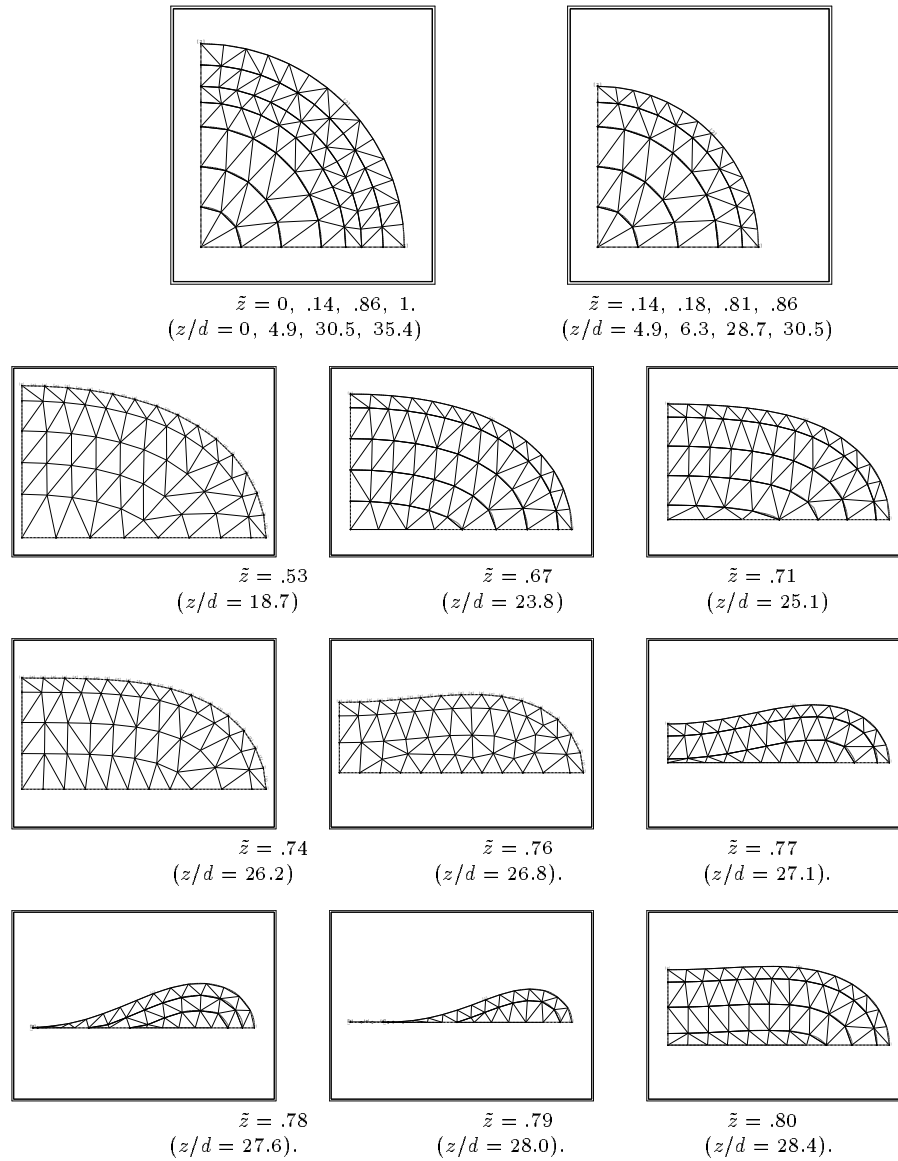 z̃ = 0, .14, .86, 1.
(z/d = 0, 4.9, 30.5, 35.4)
z̃ = .14, .18, .81, .86
(z/d = 4.9, 6.3, 28.7, 30.5)
z̃ = .53
(z/d = 18.7)
z̃ = .67
(z/d = 23.8)
z̃ = .71
(z/d = 25.1)
z̃ = .74
(z/d = 26.2)
z̃ = .76
(z/d = 26.8).
z̃ = .77
(z/d = 27.1).
z̃ = .78
(z/d = 27.6).
z̃ = .79
(z/d = 28.0).
z̃ = .80
(z/d = 28.4).